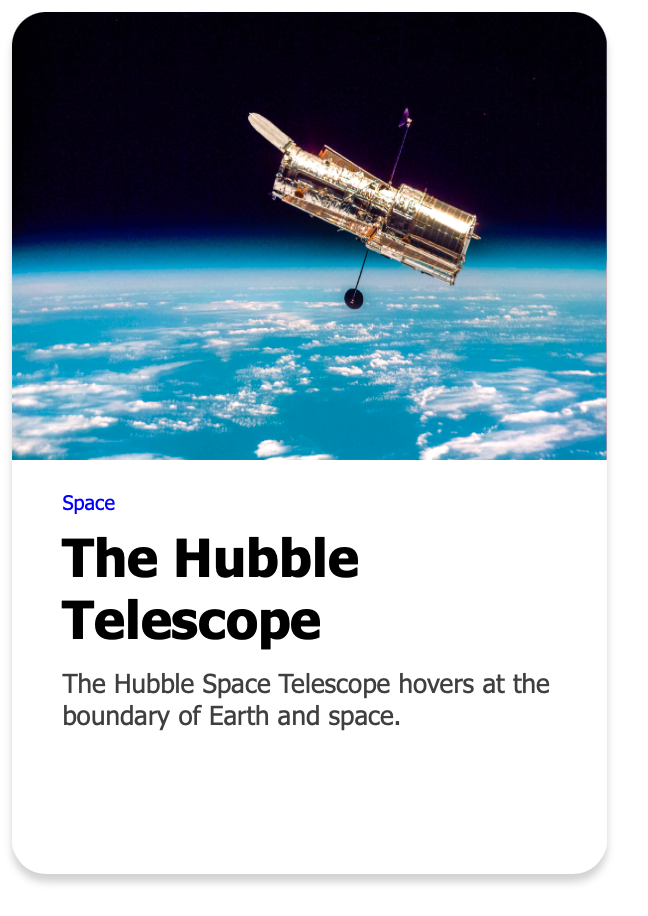 Space
The Hubble
Telescope
The Hubble Space Telescope hovers at the
boundary of Earth and space.